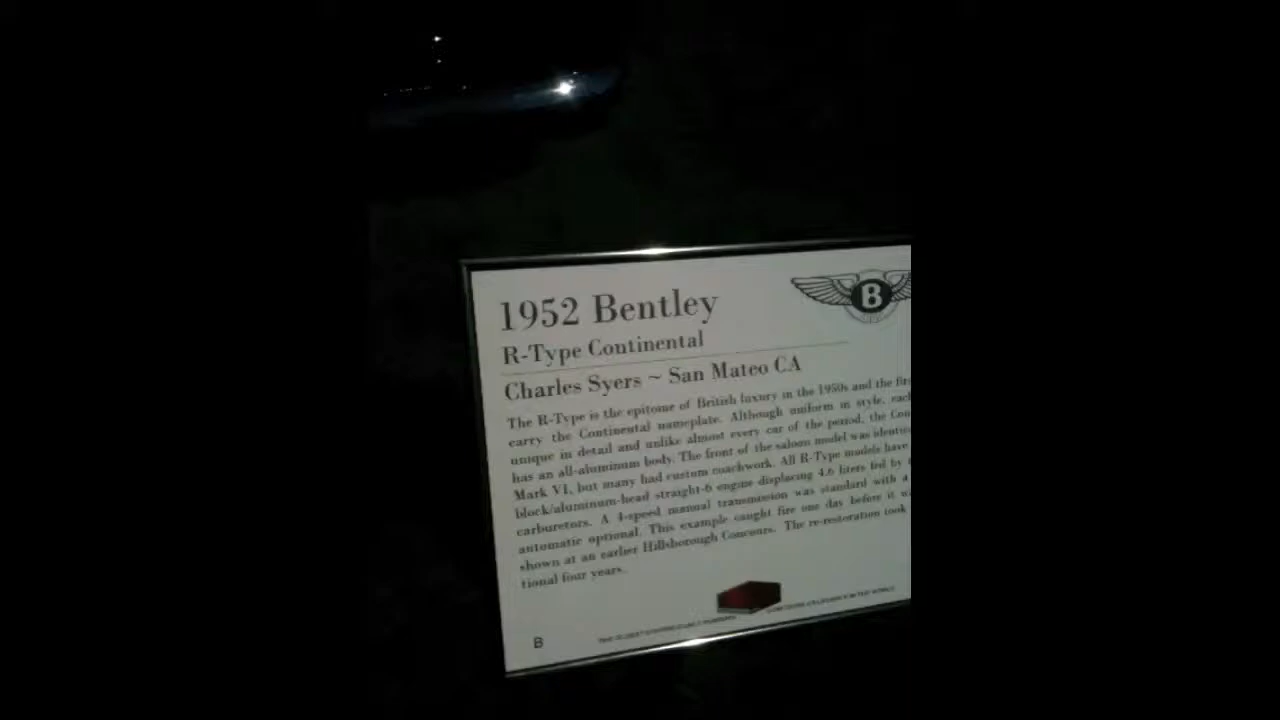 1952 Bentley
B
R-Type Continental
Charles Syers ~ San Mateo CA
The R-Type is the epitome of British luxury in the 1950s and the
carry the Continental nameplate. Although uniform in style,
unique in detail and unlike almost every car of the period, the
has an all-aluminum body. The front of the saloon model was
Mark VI, but many had custom coachwork. All R-Type models have
block/aluminum-head straight-6 engine displacing 4.6 liters fed by
carburetors. A 4-speed manual transmission was standard with a
automatic optional. This example caught fire one day before it
shown at an earlier Hillsborough Concours. The re-restoration took
tional four years.
B